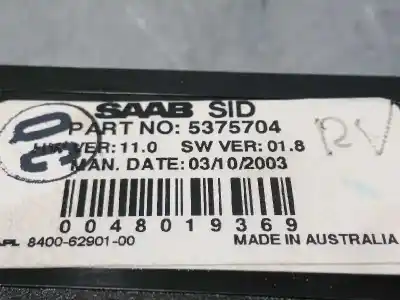 SAAB SID
PART NO: 5375704
VER: 11.0 SW VER: 01.8
MAN. DATE: 03/10/2003
0048019369
8400-62901-00 MADE IN AUSTRALIA
RV